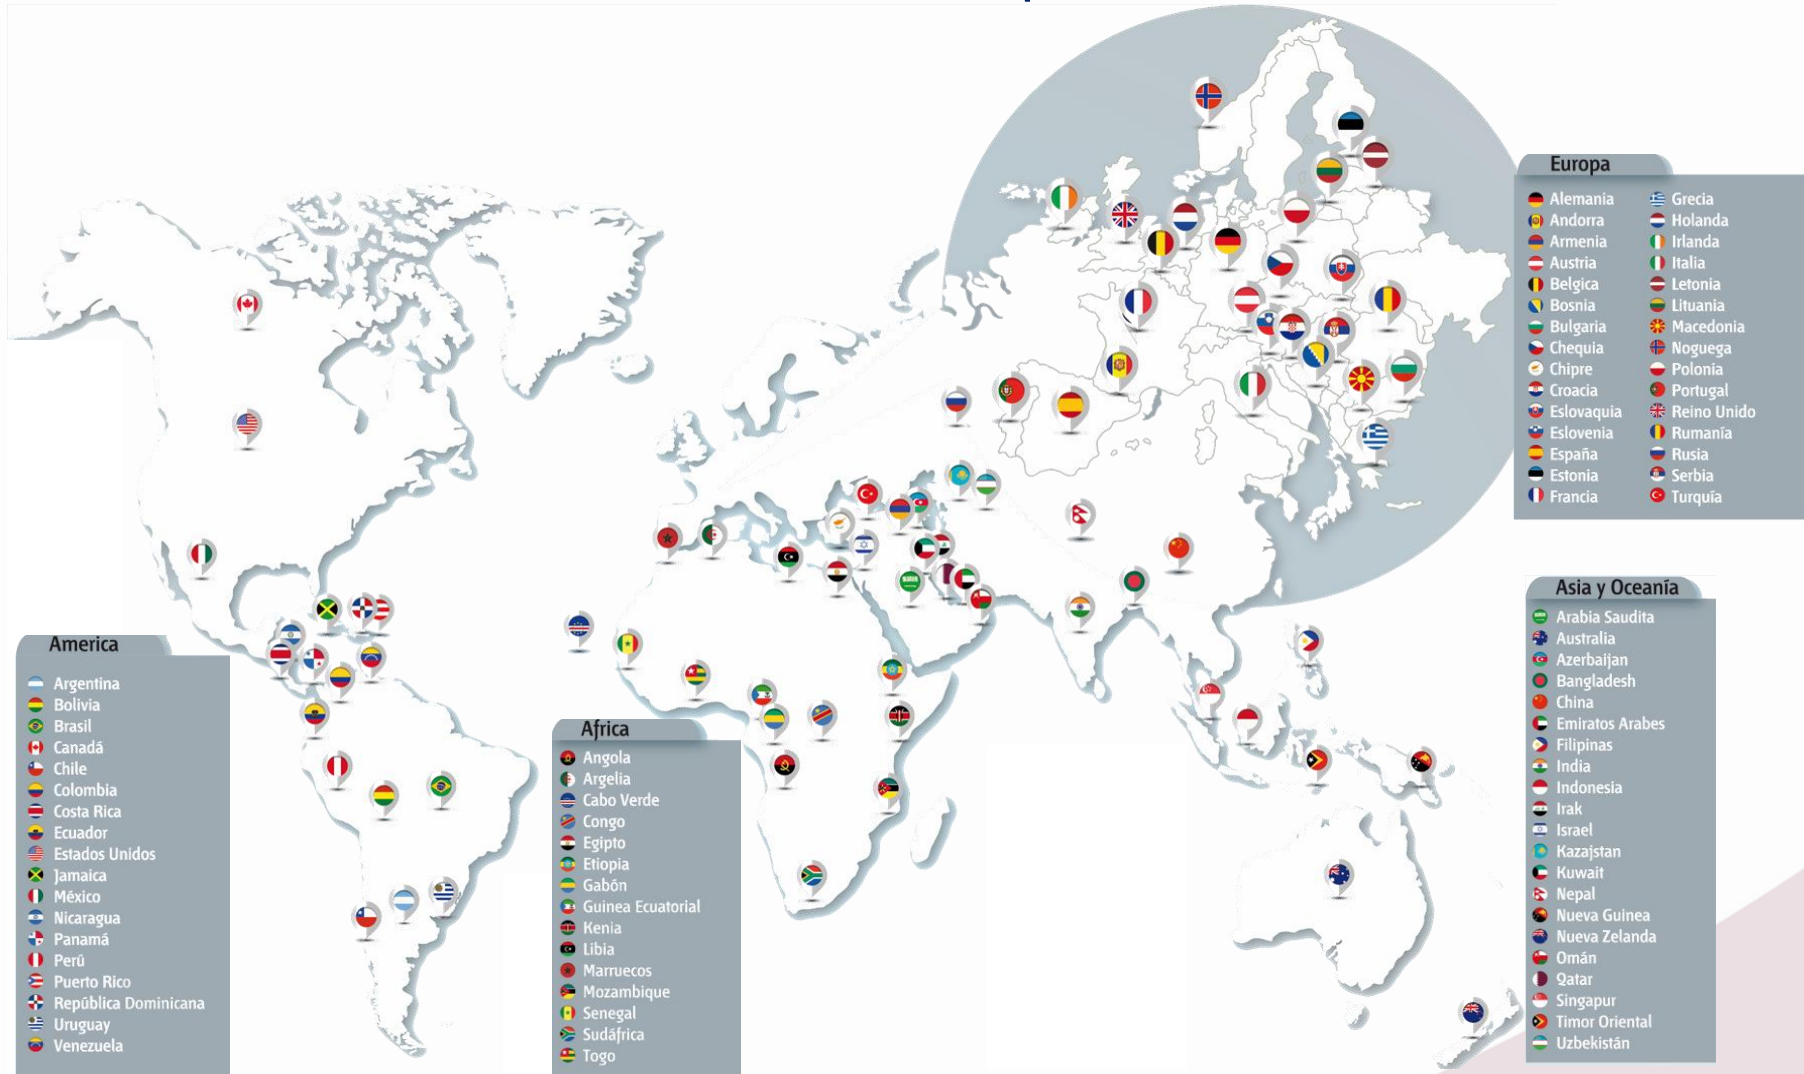 Europa
Alemania
Andorra
Armenia
Austria
Belgica
Bosnia
Bulgaria
Chequia
Chipre
Croacia
Eslovaquia
Eslovenia
España
Estonia
Francia
Grecia
Holanda
Irlanda
Italia
Letonia
Lituania
Macedonia
Noguega
Polonia
Portugal
Reino Unido
Rumanía
Rusia
Serbia
Turquía
America
Argentina
Bolivia
Brasil
Canadá
Chile
Colombia
Costa Rica
Ecuador
Estados Unidos
Jamaica
México
Nicaragua
Panamá
Perú
Puerto Rico
República Dominicana
Uruguay
Venezuela
Africa
Angola
Argelia
Cabo Verde
Congo
Egipto
Etiopia
Gabón
Guinea Ecuatorial
Kenia
Libia
Marruecos
Mozambique
Senegal
Sudáfrica
Togo
Asia y Oceanía
Arabia Saudita
Australia
Azerbaijan
Bangladesh
China
Emiratos Arabes
Filipinas
India
Indonesia
Irak
Israel
Kazajstan
Kuwait
Nepal
Nueva Guinea
Nueva Zelanda
Omán
Qatar
Singapur
Timor Oriental
Uzbekistán